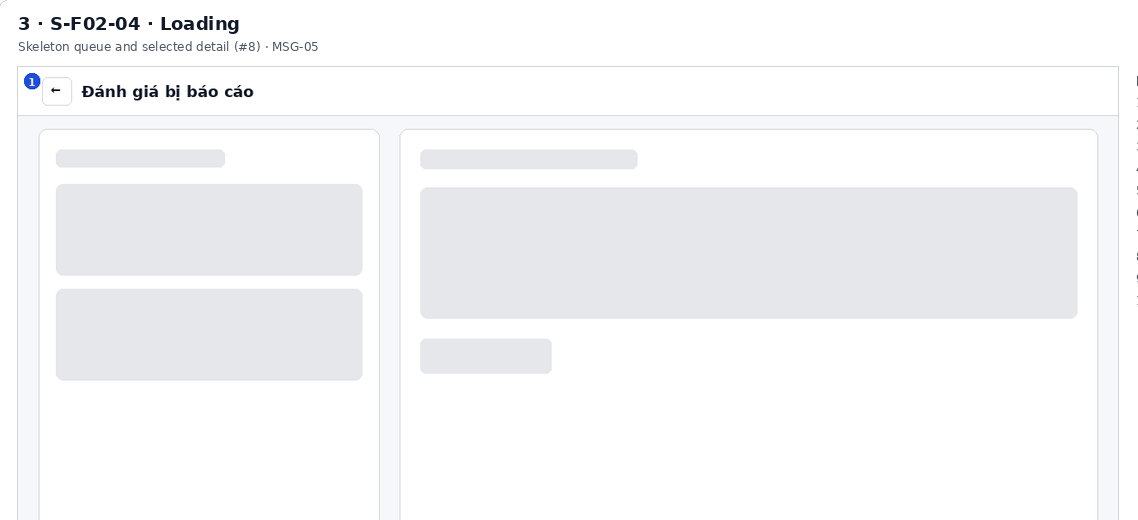 3 · S-F02-04 · Loading
Skeleton queue and selected detail (#8) · MSG-05
1
← Đánh giá bị báo cáo